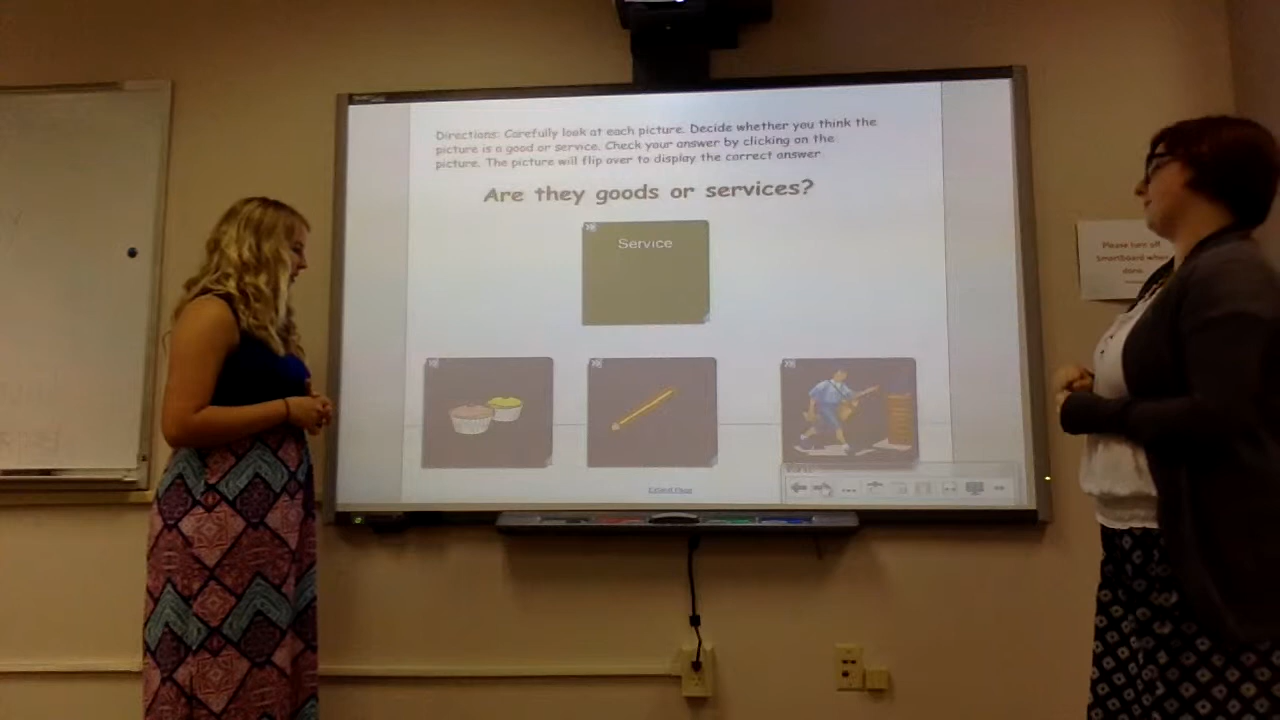 Directions: Carefully look at each picture. Decide whether you think the
picture is a good or service. Check your answer by clicking on the
picture. The picture will flip over to display the correct answer
Are they goods or services?
Service
Extend Page
Please turn off
Smartboard when
done.